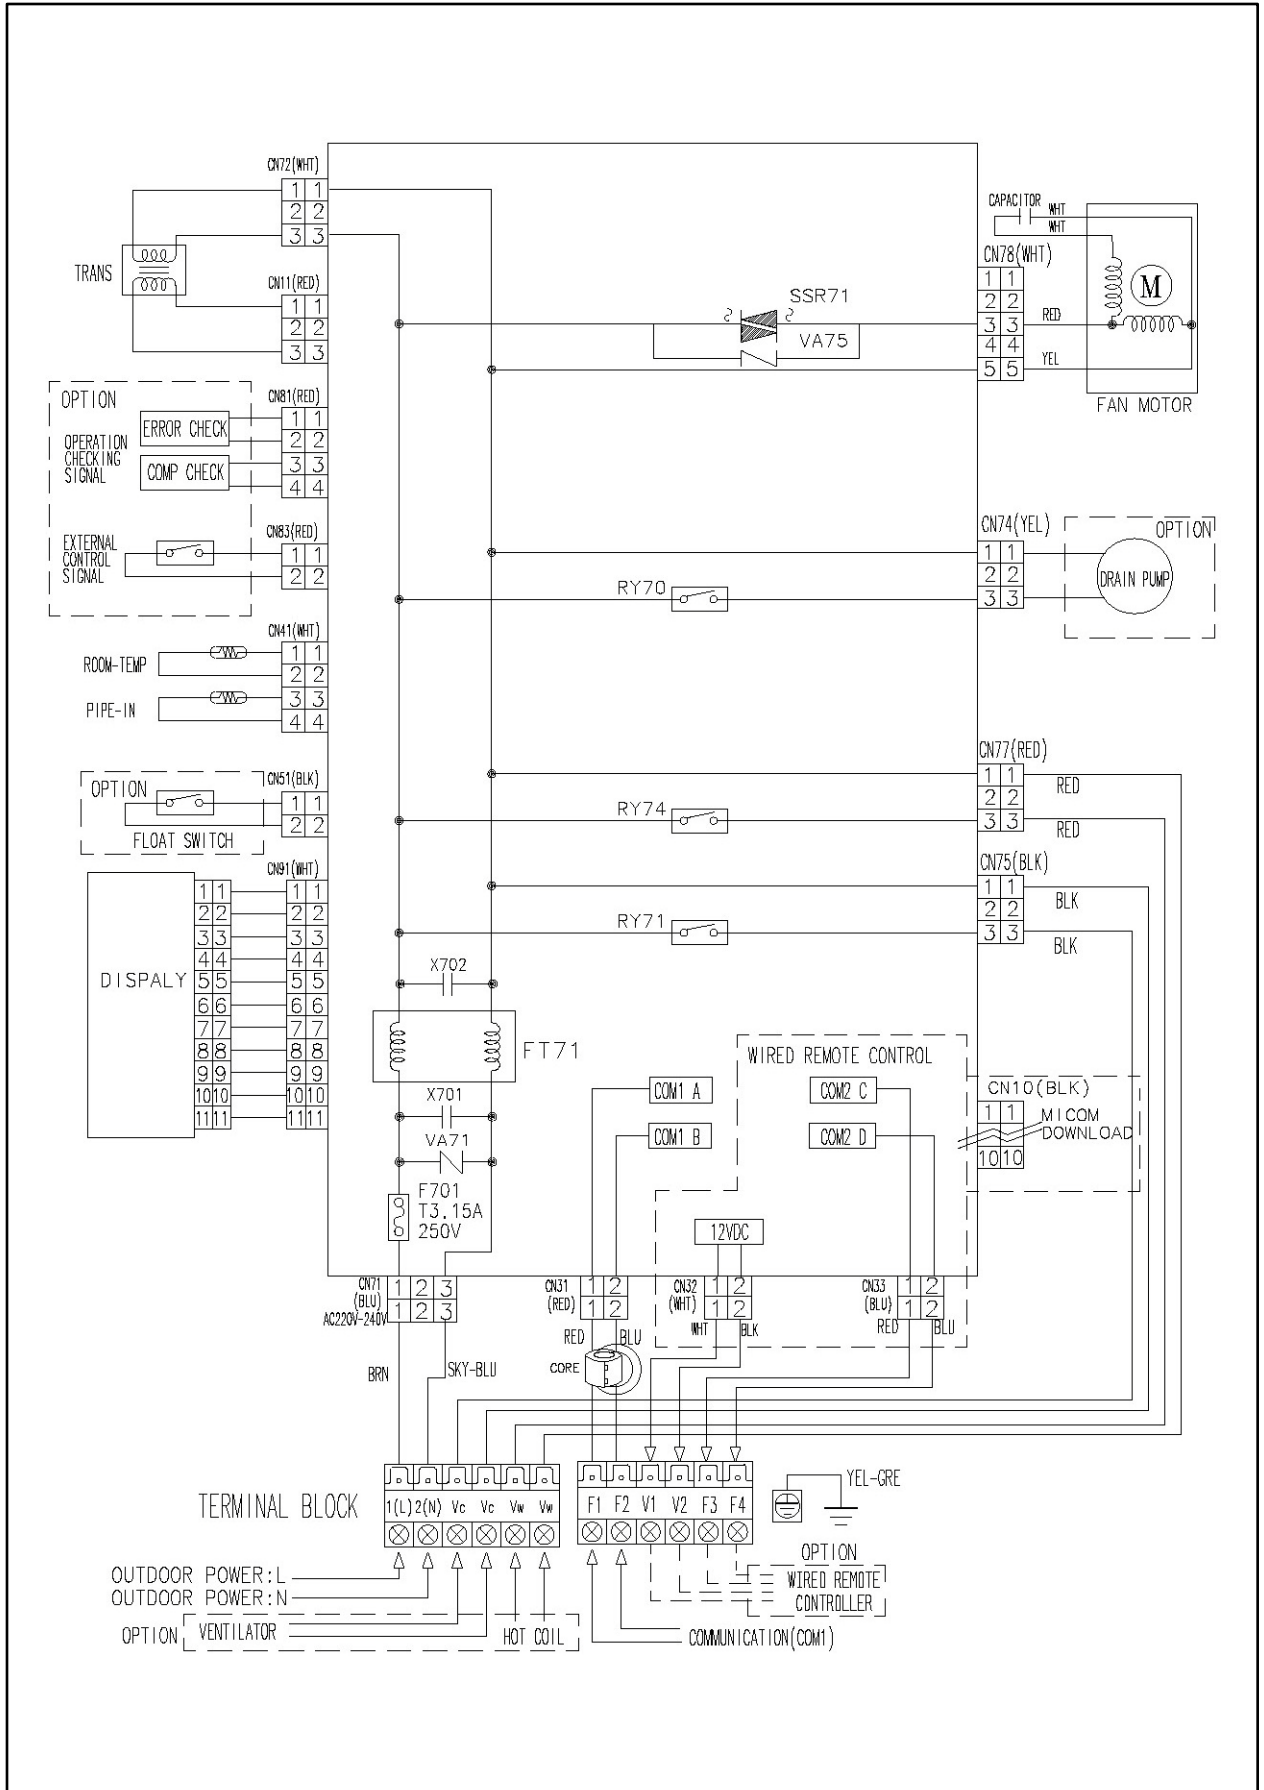 CN72(WHT)
1 1
2 2
3 3
TRANS
CN11(RED)
1 1
2 2
3 3
OPTION
CN81(RED)
ERROR CHECK
OPERATION
CHECKING
SIGNAL
COMP CHECK
1 1
2 2
3 3
4 4
EXTERNAL
CONTROL
SIGNAL
CN83(RED)
1 1
2 2
CN41(WHT)
ROOM-TEMP
PIPE-IN
1 1
2 2
3 3
4 4
OPTION
CN51(BLK)
1 1
2 2
FLOAT SWITCH
CN91(WHT)
DISPALY
1 1 1 1
2 2 2 2
3 3 3 3
4 4 4 4
5 5 5 5
6 6 6 6
7 7 7 7
8 8 8 8
9 9 9 9
10 10 10 10
11 11 11 11
CAPACITOR
WHT
WHT
CN78(WHT)
1 1
2 2
3 3
4 4
5 5
RED
YEL
M
FAN MOTOR
SSR71
VA75
CN74(YEL)
1 1
2 2
3 3
OPTION
DRAIN PUMP
RY70
CN77(RED)
1 1
2 2
3 3
RED
RED
RY74
CN75(BLK)
1 1
2 2
3 3
BLK
BLK
RY71
X702
FT71
X701
VA71
F701
T3.15A
250V
WIRED REMOTE CONTROL
COM1 A
COM1 B
COM2 C
COM2 D
12VDC
CN10(BLK)
1 1
10 10
MICOM
DOWNLOAD
CN71
(BLU)
AC220V-240V
1 2 3
1 2 3
CN31
(RED)
1 2
1 2
CN32
(WHT)
1 2
1 2
CN33
(BLU)
1 2
1 2
BRN
SKY-BLU
RED
BLU
CORE
WHT
BLK
RED
BLU
TERMINAL BLOCK
1(L) 2(N) Vc Vc Vw Vw
F1 F2 V1 V2 F3 F4
YEL-GRE
OUTDOOR POWER:L
OUTDOOR POWER:N
OPTION
VENTILATOR
HOT COIL
OPTION
WIRED REMOTE
CONTROLLER
COMMUNICATION(COM1)